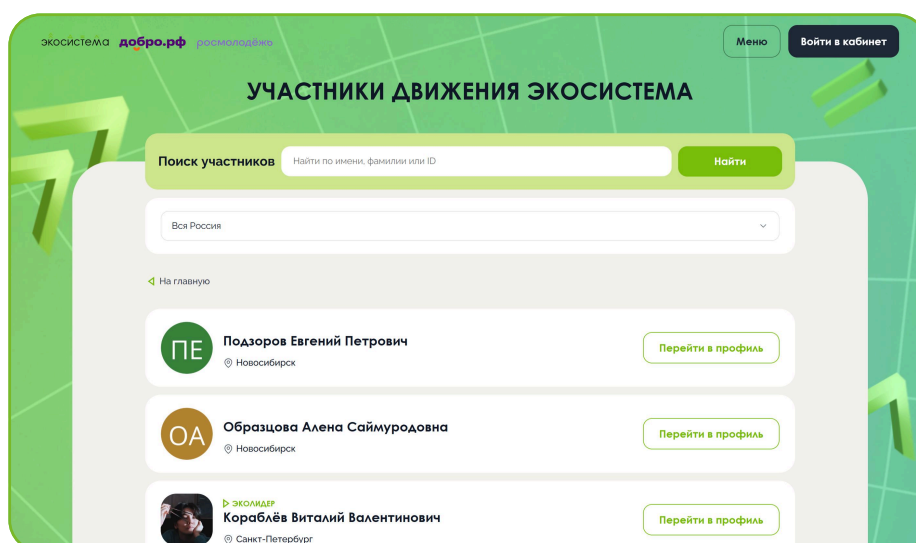 экосистема добро.рф росмолодёжь
Меню
Войти в кабинет
УЧАСТНИКИ ДВИЖЕНИЯ ЭКОСИСТЕМА
Поиск участников
Найти по имени, фамилии или ID
Найти
Вся Россия
На главную
ПЕ
Подзоров Евгений Петрович
Новосибирск
Перейти в профиль
ОА
Образцова Алена Саймуродовна
Новосибирск
Перейти в профиль
ЭКОЛИДЕР
Кораблёв Виталий Валентинович
Санкт-Петербург
Перейти в профиль